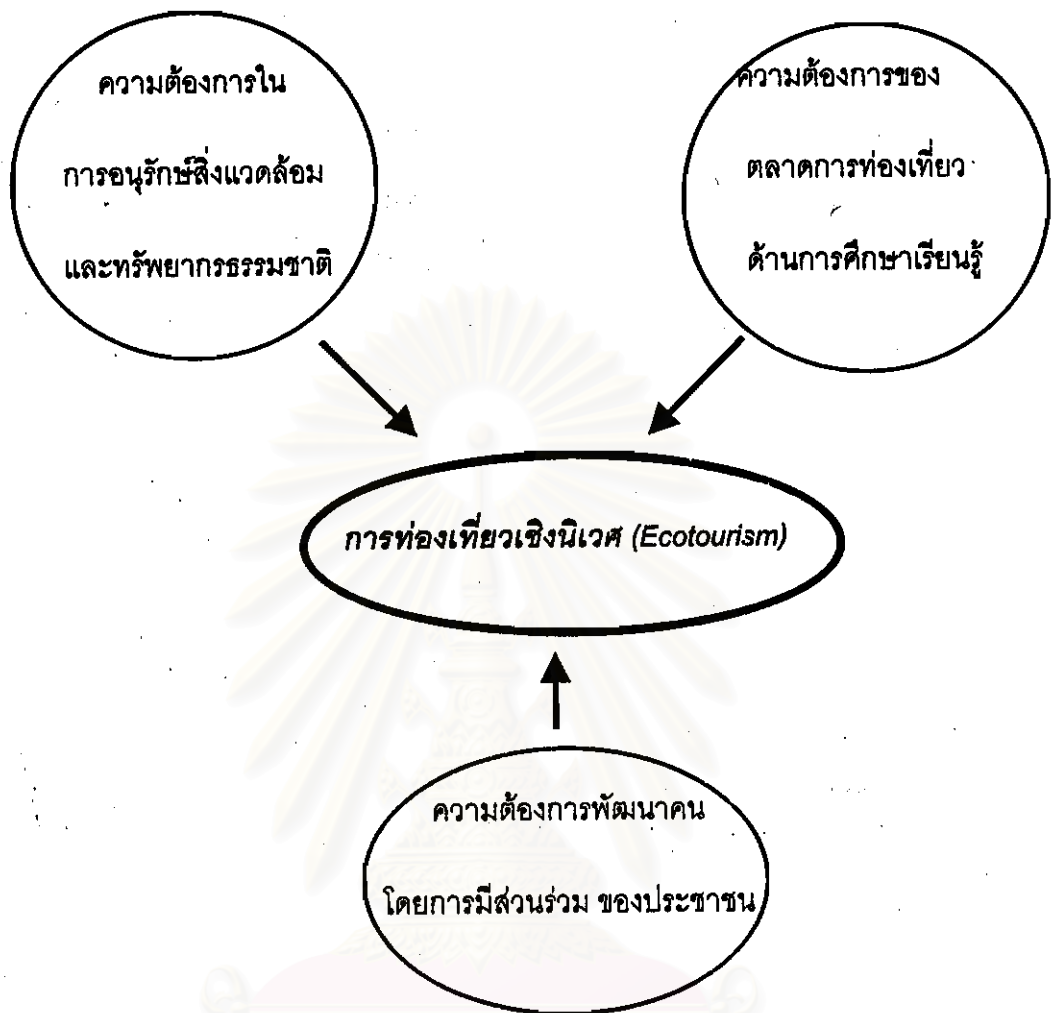 ความต้องการใน
การอนุรักษ์สิ่งแวดล้อม
และทรัพยากรธรรมชาติ
ความต้องการของ
ตลาดการท่องเที่ยว
ด้านการศึกษาเรียนรู้
การท่องเที่ยวเชิงนิเวศ (Ecotourism)
ความต้องการพัฒนาคน
โดยการมีส่วนร่วม ของประชาชน